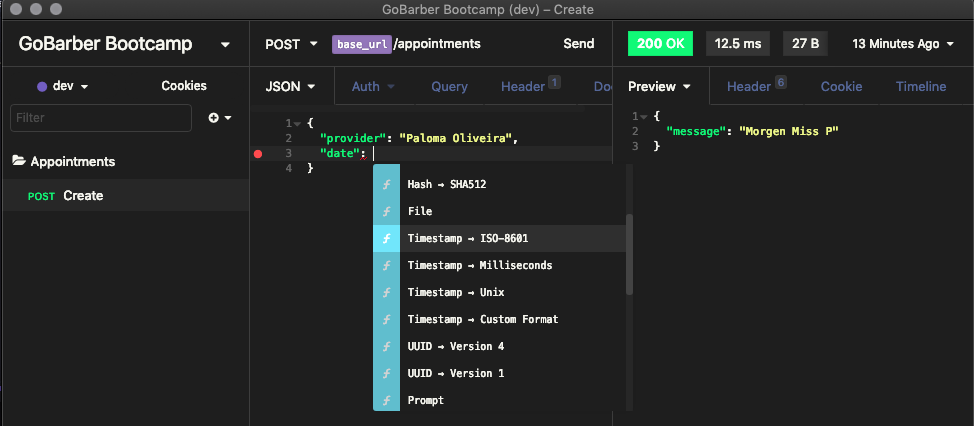 GoBarber Bootcamp (dev) – Create
GoBarber Bootcamp
dev
Cookies
Filter
Appointments
POST Create
POST base_url/appointments Send
JSON Auth Query Header 1 Doc
1 {
2 "provider": "Paloma Oliveira",
3 "date":
4 }
ƒ Hash → SHA512
ƒ File
ƒ Timestamp → ISO-8601
ƒ Timestamp → Milliseconds
ƒ Timestamp → Unix
ƒ Timestamp → Custom Format
ƒ UUID → Version 4
ƒ UUID → Version 1
ƒ Prompt
200 OK 12.5 ms 27 B 13 Minutes Ago
Preview Header 6 Cookie Timeline
1 {
2 "message": "Morgen Miss P"
3 }